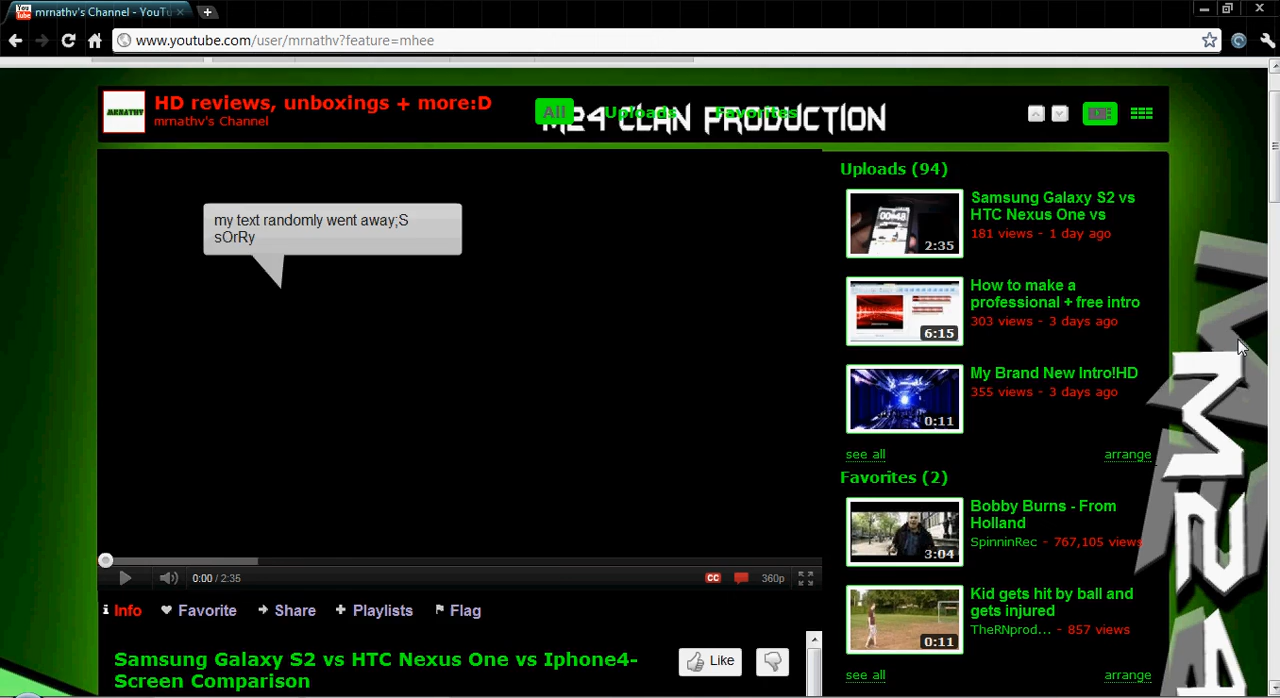 mrnathv's Channel - YouTu
www.youtube.com/user/mrnathv?feature=mhee
MRNATHV
HD reviews, unboxings + more:D
mrnathv's Channel
All
Uploads
Favorites
M24 CLAN PRODUCTION
my text randomly went away;S
sOrRy
Uploads (94)
Samsung Galaxy S2 vs
HTC Nexus One vs
181 views - 1 day ago
00:48
2:35
How to make a
professional + free intro
303 views - 3 days ago
6:15
My Brand New Intro!HD
355 views - 3 days ago
0:11
see all
arrange
Favorites (2)
Bobby Burns - From
Holland
SpinninRec - 767,105 views
3:04
Kid gets hit by ball and
gets injured
TheRNprod... - 857 views
0:11
see all
arrange
0:00 / 2:35
CC
360p
Info
Favorite
Share
Playlists
Flag
Samsung Galaxy S2 vs HTC Nexus One vs Iphone4-
Screen Comparison
Like
M24